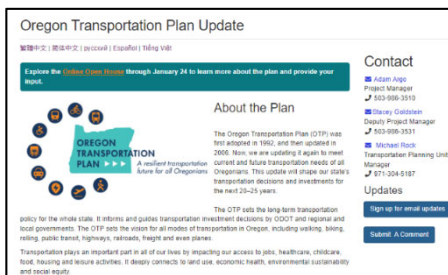 Oregon Transportation Plan Update
繁體中文 | 简体中文 | русский | Español | Tiếng Việt
Explore the Online Open House through January 24 to learn more about the plan and provide your
input.
OREGON
TRANSPORTATION
PLAN
A resilient transportation
future for all Oregonians
About the Plan
The Oregon Transportation Plan (OTP) was
first adopted in 1992, and then updated in
2006. Now, we are updating it again to meet
current and future transportation needs of all
Oregonians. This update will shape our state's
transportation decisions and investments for
the next 20–25 years.
The OTP sets the long-term transportation
policy for the whole state. It informs and guides transportation investment decisions by ODOT and regional and
local governments. The OTP sets the vision for all modes of transportation in Oregon, including walking, biking,
rolling, public transit, highways, railroads, freight and even planes.
Transportation plays an important part in all of our lives by impacting our access to jobs, healthcare, childcare,
food, housing and leisure activities. It deeply connects to land use, economic health, environmental sustainability
and social equity.
Contact
Adam Argo
Project Manager
503-986-3510
Stacey Goldstein
Deputy Project Manager
503-986-3531
Michael Rock
Transportation Planning Unit
Manager
971-304-5187
Updates
Sign up for email updates
Submit A Comment